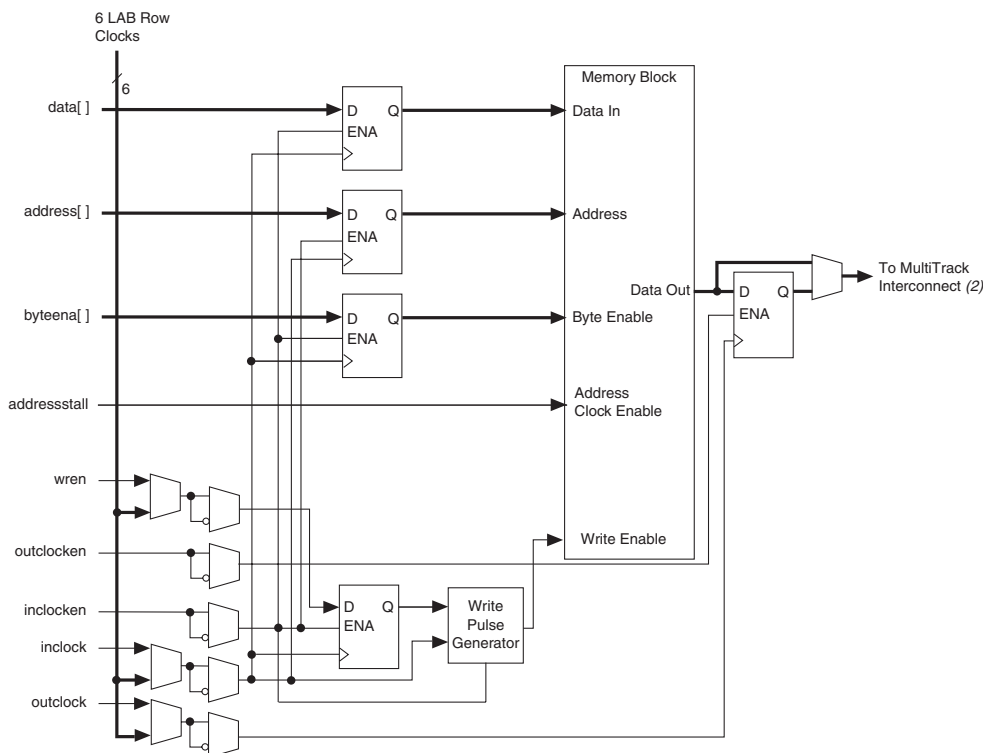 6 LAB Row
Clocks
6
data[ ]
D Q
ENA
Memory Block
Data In
address[ ]
D Q
ENA
Address
byteena[ ]
D Q
ENA
Byte Enable
Data Out
D Q
ENA
To MultiTrack
Interconnect (2)
addressstall
Address
Clock Enable
wren
outclocken
Write Enable
inclocken
D Q
ENA
Write
Pulse
Generator
inclock
outclock